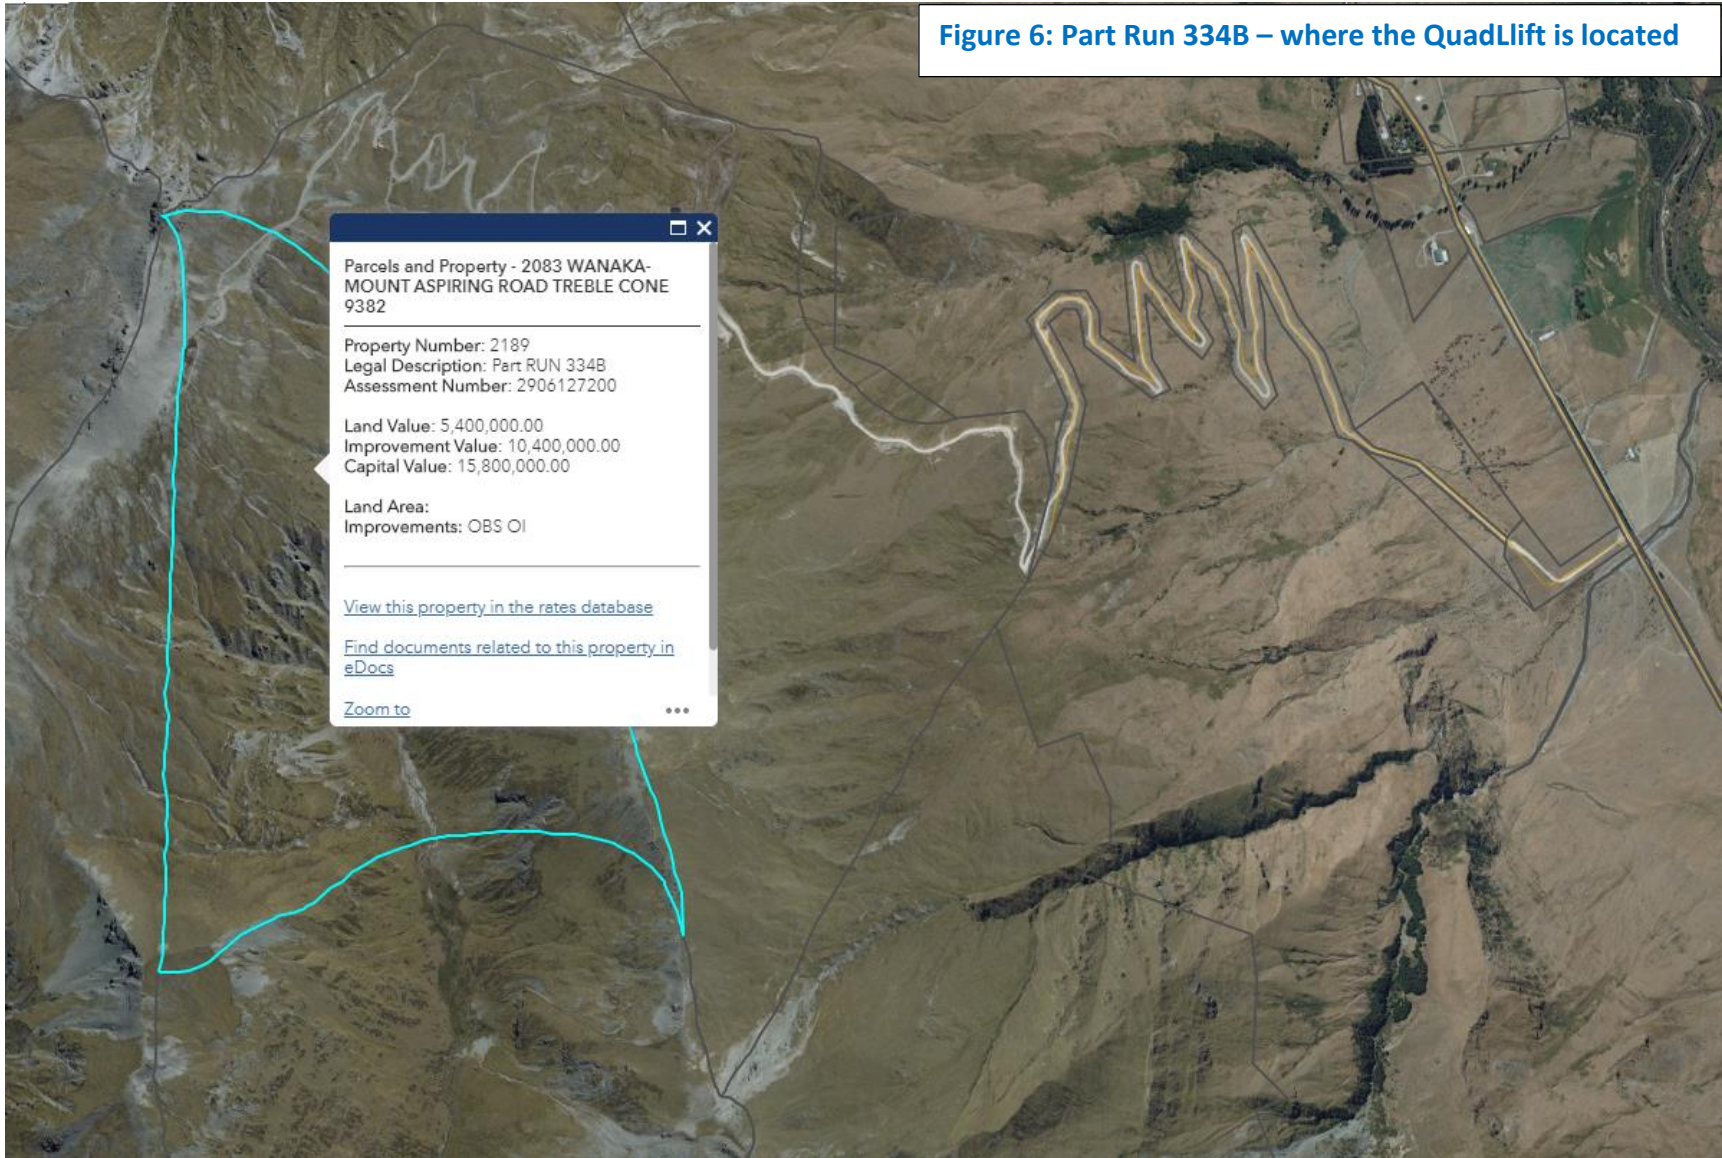 Figure 6: Part Run 334B – where the QuadLlift is located
Parcels and Property - 2083 WANAKA-
MOUNT ASPIRING ROAD TREBLE CONE
9382
Property Number: 2189
Legal Description: Part RUN 334B
Assessment Number: 2906127200
Land Value: 5,400,000.00
Improvement Value: 10,400,000.00
Capital Value: 15,800,000.00
Land Area:
Improvements: OBS OI
View this property in the rates database
Find documents related to this property in
eDocs
Zoom to